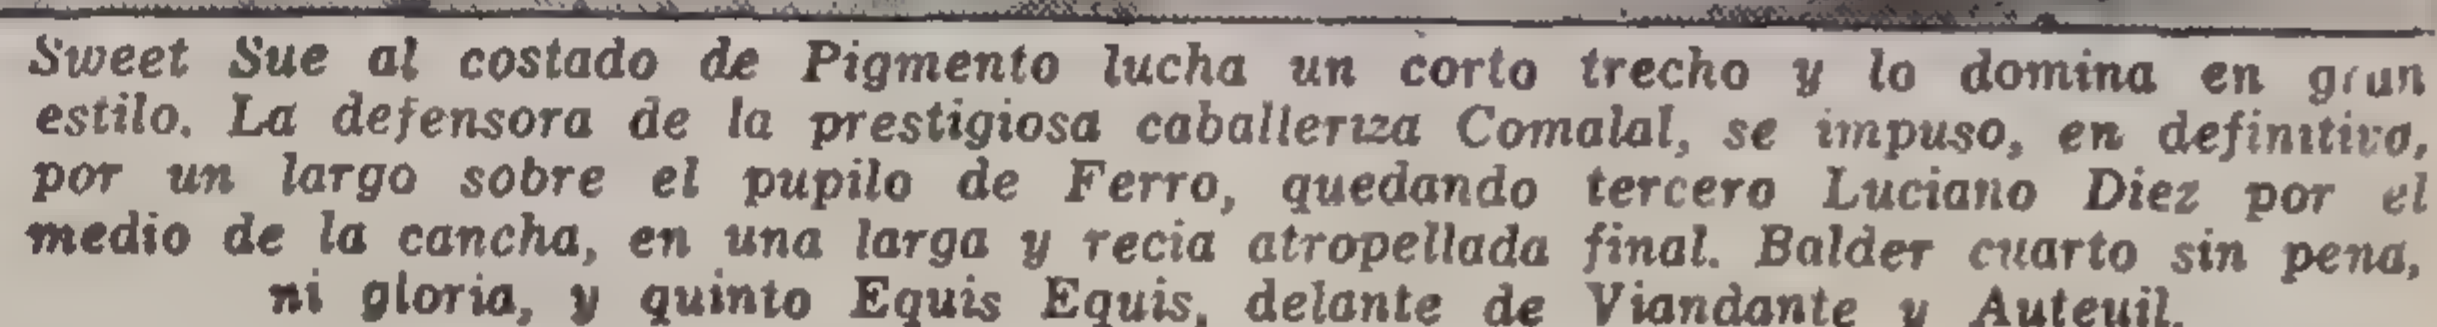 Sweet Sue al costado de Pigmento lucha un corto trecho y lo domina en gran
estilo. La defensora de la prestigiosa caballeriza Comalal, se impuso, en definitiva,
por un largo sobre el pupilo de Ferro, quedando tercero Luciano Diez por el
medio de la cancha, en una larga y recia atropellada final. Balder cuarto sin pena,
ni gloria, y quinto Equis Equis, delante de Viandante y Auteuil.